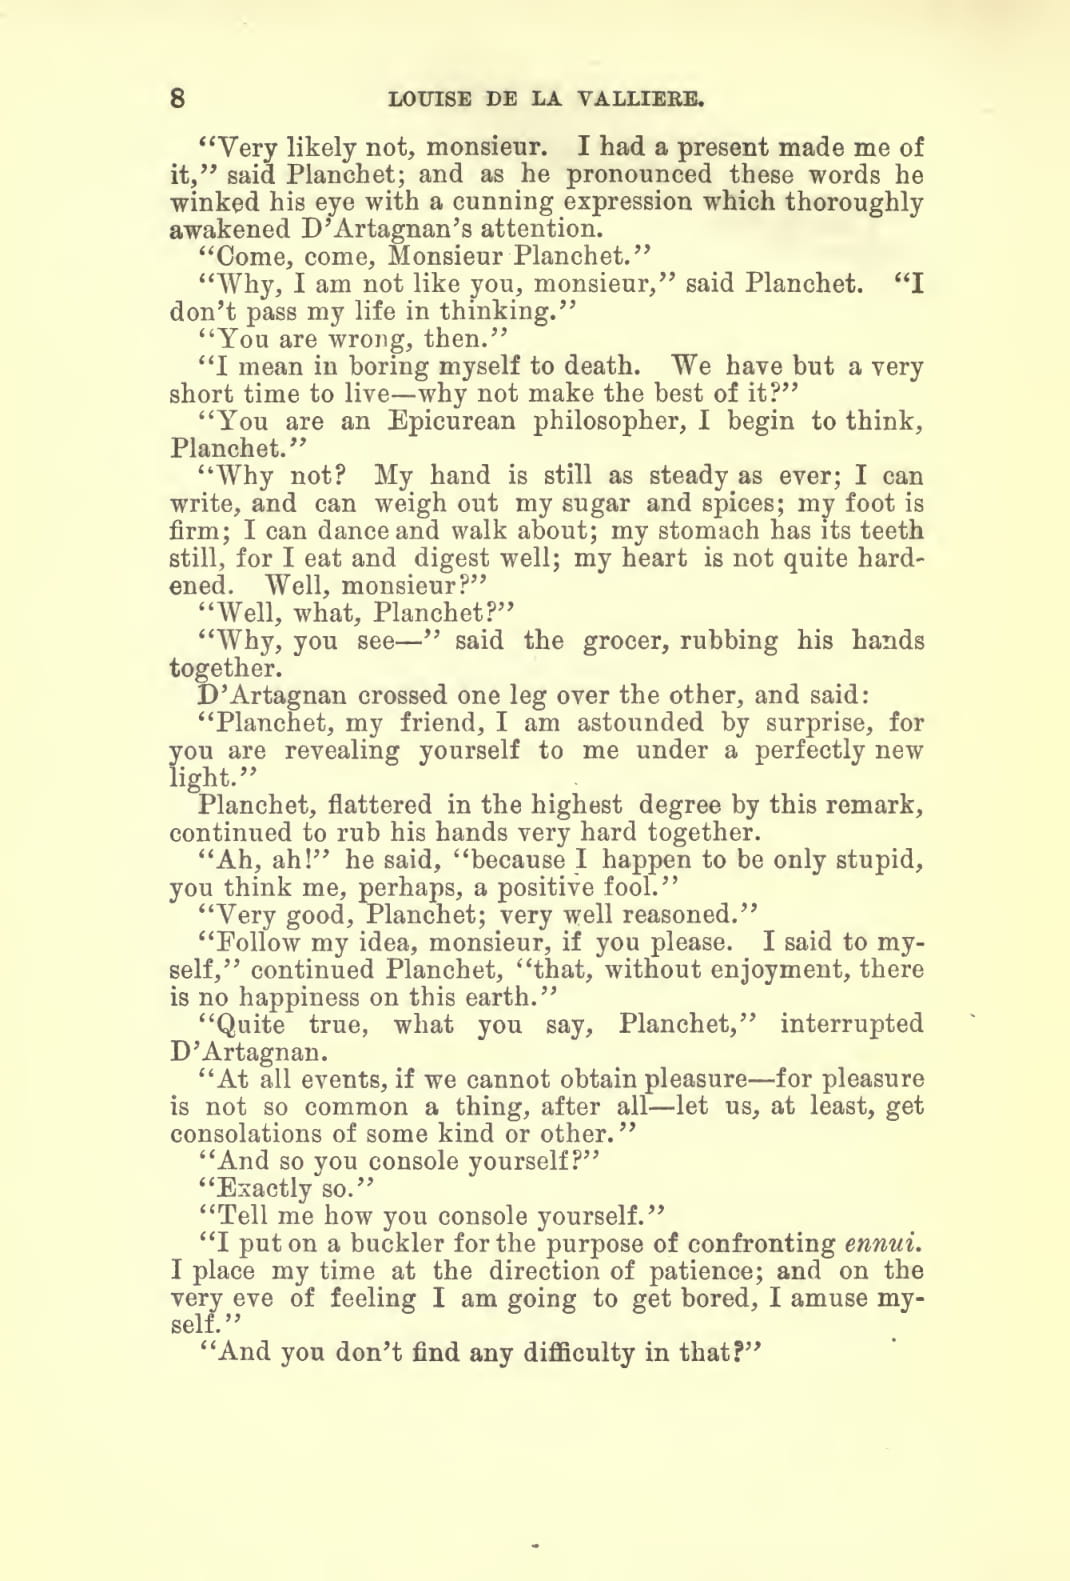 8 LOUISE DE LA VALLIERE.
“Very likely not, monsieur. I had a present made me of
it,” said Planchet; and as he pronounced these words he
winked his eye with a cunning expression which thoroughly
awakened D’Artagnan’s attention.
“Come, come, Monsieur Planchet.”
“Why, I am not like you, monsieur,” said Planchet. “I
don’t pass my life in thinking.”
“You are wrong, then.”
“I mean in boring myself to death. We have but a very
short time to live—why not make the best of it?”
“You are an Epicurean philosopher, I begin to think,
Planchet.”
“Why not? My hand is still as steady as ever; I can
write, and can weigh out my sugar and spices; my foot is
firm; I can dance and walk about; my stomach has its teeth
still, for I eat and digest well; my heart is not quite hard-
ened. Well, monsieur?”
“Well, what, Planchet?”
“Why, you see—” said the grocer, rubbing his hands
together.
D’Artagnan crossed one leg over the other, and said:
“Planchet, my friend, I am astounded by surprise, for
you are revealing yourself to me under a perfectly new
light.”
Planchet, flattered in the highest degree by this remark,
continued to rub his hands very hard together.
“Ah, ah!” he said, “because I happen to be only stupid,
you think me, perhaps, a positive fool.”
“Very good, Planchet; very well reasoned.”
“Follow my idea, monsieur, if you please. I said to my-
self,” continued Planchet, “that, without enjoyment, there
is no happiness on this earth.”
“Quite true, what you say, Planchet,” interrupted
D’Artagnan.
“At all events, if we cannot obtain pleasure—for pleasure
is not so common a thing, after all—let us, at least, get
consolations of some kind or other.”
“And so you console yourself?”
“Exactly so.”
“Tell me how you console yourself.”
“I put on a buckler for the purpose of confronting ennui.
I place my time at the direction of patience; and on the
very eve of feeling I am going to get bored, I amuse my-
self.”
“And you don’t find any difficulty in that?”